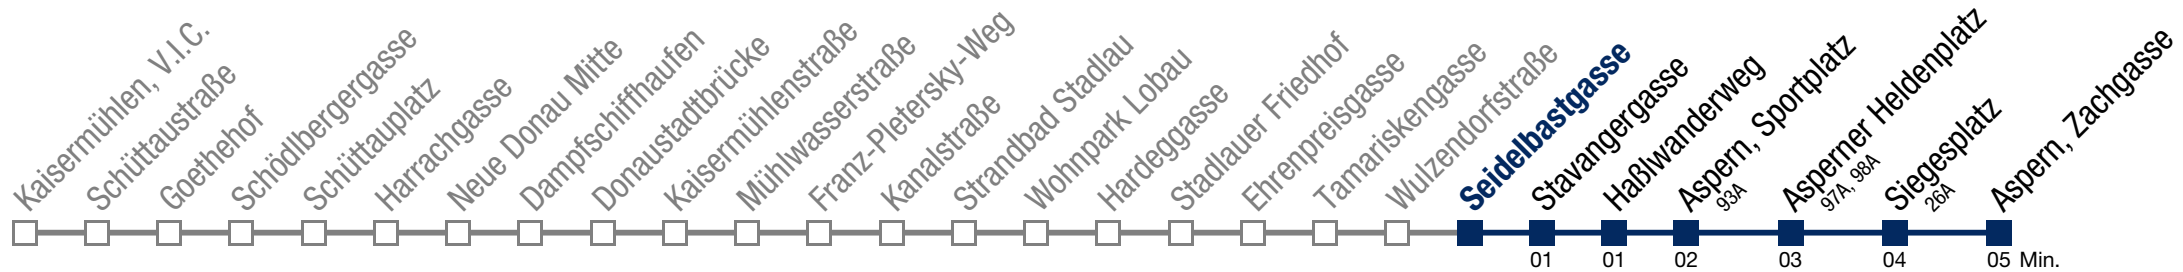 Kaisermühlen, V.I.C.
Schüttaustraße
Goethehof
Schödlbergergasse
Schüttauplatz
Harrachgasse
Neue Donau Mitte
Dampfschiffhaufen
Donaustadtbrücke
Kaisermühlenstraße
Mühlwasserstraße
Franz-Pletersky-Weg
Kanalstraße
Strandbad Stadlau
Wohnpark Lobau
Hardeggasse
Stadlauer Friedhof
Ehrenpreisgasse
Tamariskengasse
Wulzendorfstraße
Seidelbastgasse
Stavangergasse
Haßlwanderweg
Aspern, Sportplatz
93A
Asperner Heldenplatz
97A, 98A
Siegesplatz
26A
Aspern, Zachgasse
01 01 02 03 04 05 Min.